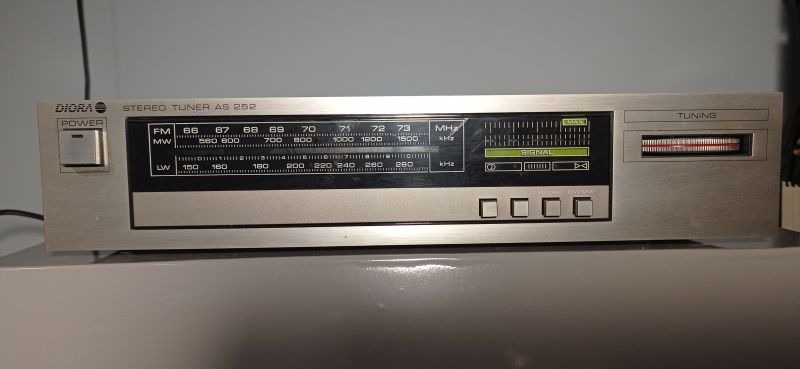 DIORA STEREO TUNER AS 252
POWER
TUNING
FM 66 67 68 69 70 71 72 73 MHz
MW 560 600 700 800 1000 1200 1500 kHz
LW 150 160 180 200 220 240 260 280 kHz
MAX
SIGNAL